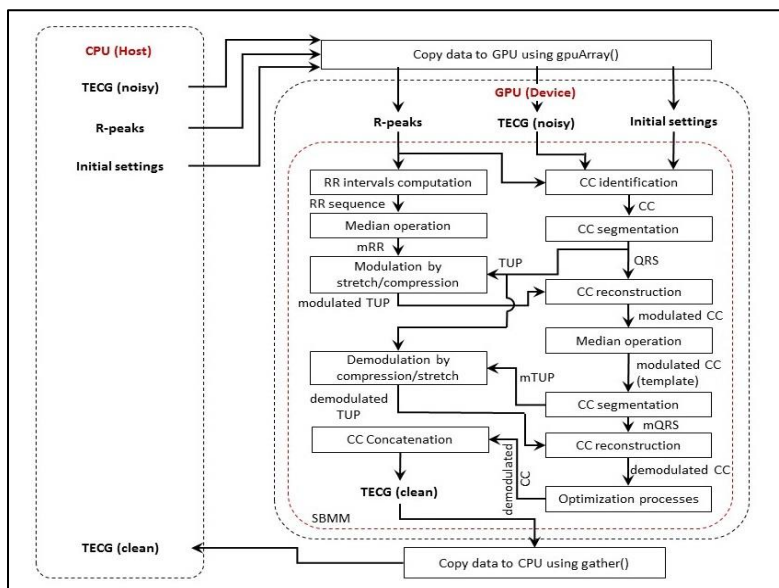 CPU (Host)
Copy data to GPU using gpuArray()
TECG (noisy)
GPU (Device)
R-peaks
R-peaks
TECG (noisy)
Initial settings
Initial settings
RR intervals computation
CC identification
RR sequence
CC
Median operation
CC segmentation
mRR
TUP
QRS
Modulation by
stretch/compression
CC reconstruction
modulated TUP
modulated CC
Median operation
Demodulation by
compression/stretch
mTUP
modulated CC
(template)
demodulated
TUP
CC segmentation
mQRS
CC Concatenation
CC reconstruction
demodulated
CC
demodulated CC
TECG (clean)
Optimization processes
SBMM
TECG (clean)
Copy data to CPU using gather()